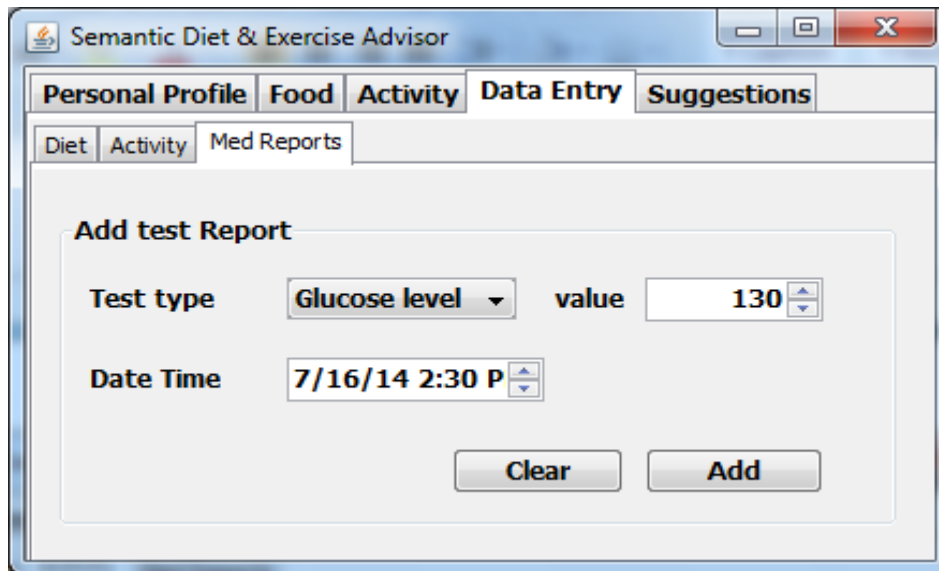 Semantic Diet & Exercise Advisor
Personal Profile Food Activity Data Entry Suggestions
Diet Activity Med Reports
Add test Report
Test type Glucose level value 130
Date Time 7/16/14 2:30 P
Clear Add